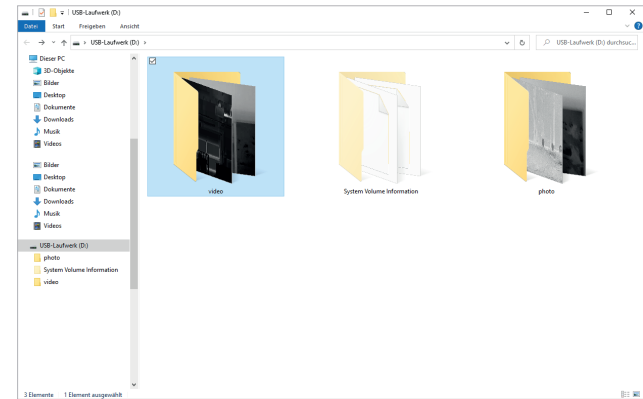 USB-Laufwerk (D:)
Datei Start Freigeben Ansicht
USB-Laufwerk (D:)
USB-Laufwerk (D:) durchsuc...
Dieser PC
3D-Objekte
Bilder
Desktop
Dokumente
Downloads
Musik
Videos
Bilder
Desktop
Dokumente
Downloads
Musik
Videos
USB-Laufwerk (D:)
photo
System Volume Information
video
video
System Volume Information
photo
3 Elemente 1 Element ausgewählt